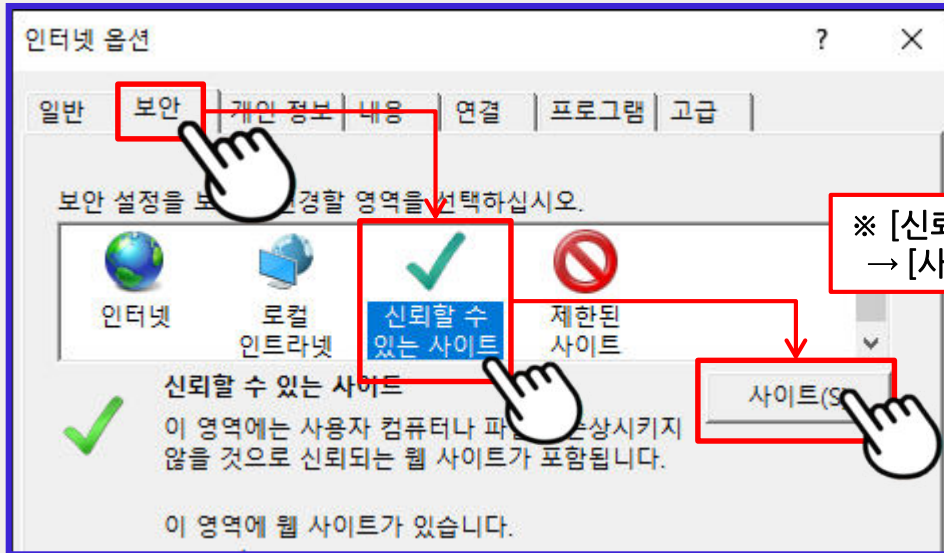 인터넷 옵션 ?
일반 보안 개인 정보 내용 연결 프로그램 고급
보안 설정을 경할 영역을 선택하십시오.
※ [신뢰
→ [사
인터넷
로컬
인트라넷
신뢰할 수
있는 사이트
제한된
사이트
신뢰할 수 있는 사이트
사이트(S
이 영역에는 사용자 컴퓨터나 손상시키지
않을 것으로 신뢰되는 웹 사이트가 포함됩니다.
이 영역에 웹 사이트가 있습니다.